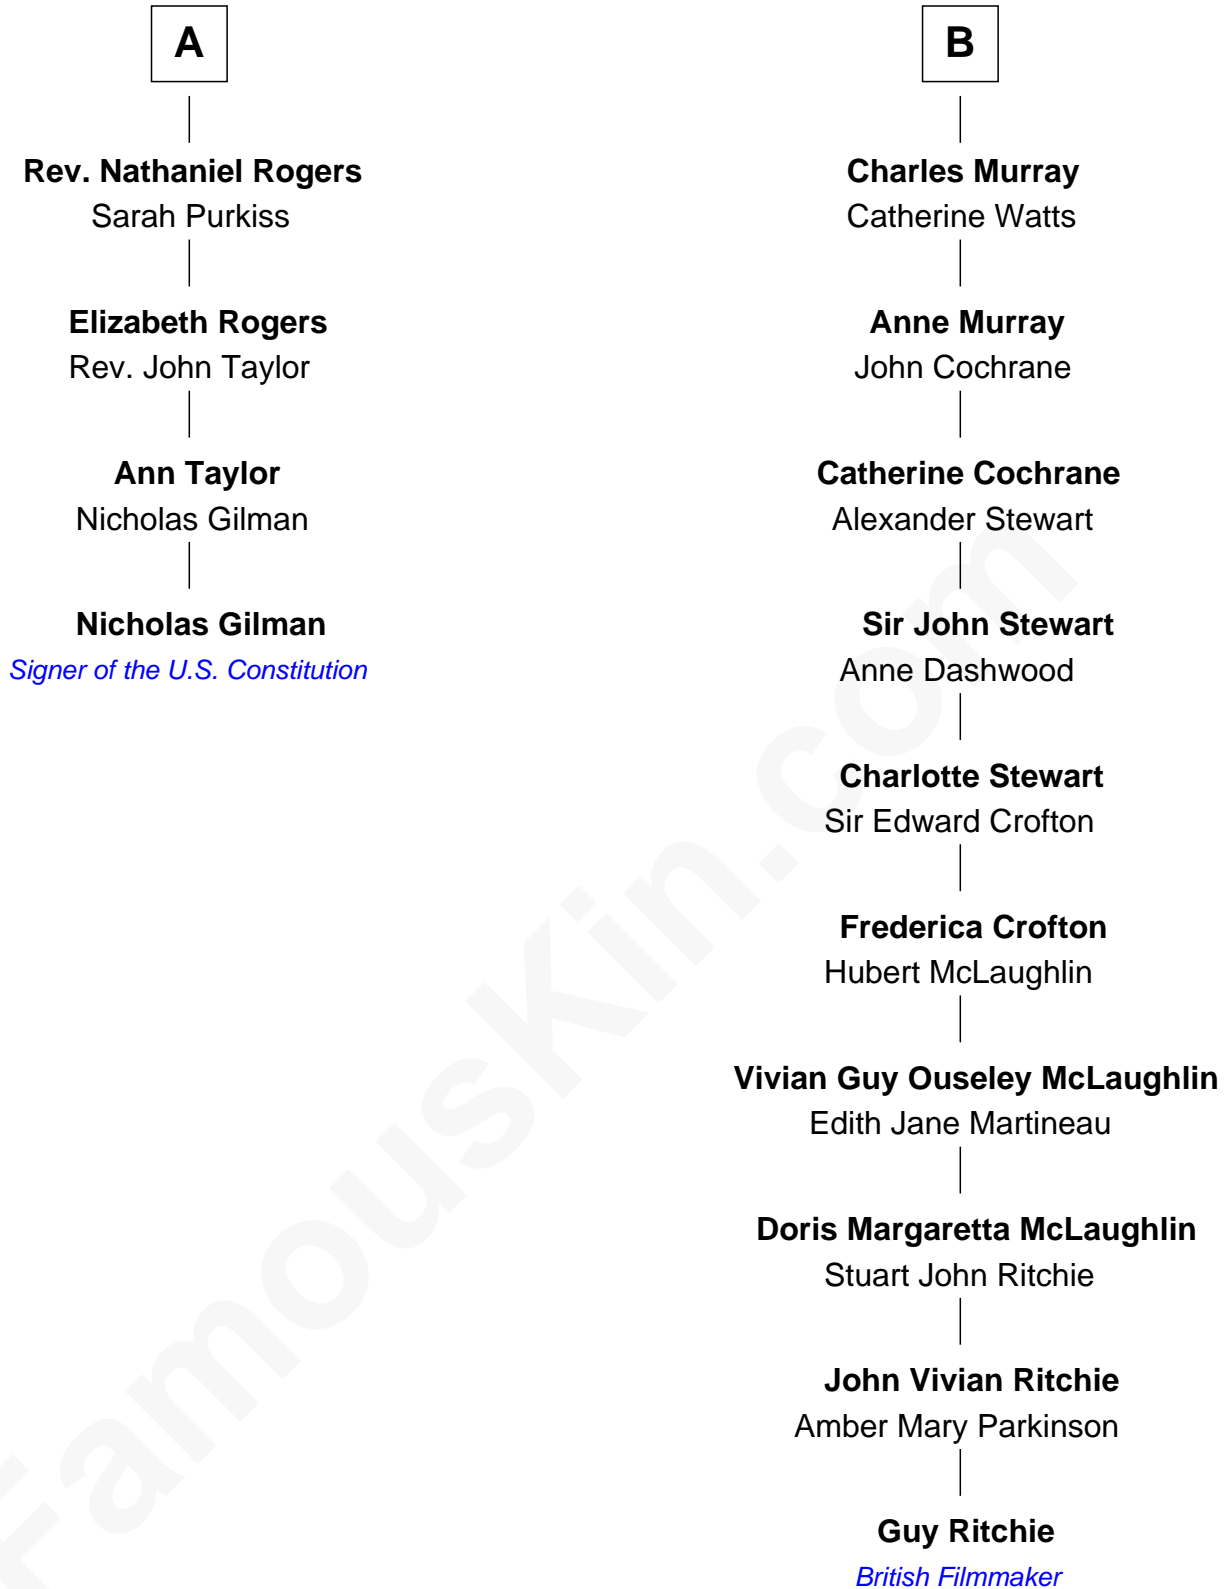 A
Rev. Nathaniel Rogers
Sarah Purkiss
Elizabeth Rogers
Rev. John Taylor
Ann Taylor
Nicholas Gilman
Nicholas Gilman
Signer of the U.S. Constitution
B
Charles Murray
Catherine Watts
Anne Murray
John Cochrane
Catherine Cochrane
Alexander Stewart
Sir John Stewart
Anne Dashwood
Charlotte Stewart
Sir Edward Crofton
Frederica Crofton
Hubert McLaughlin
Vivian Guy Ouseley McLaughlin
Edith Jane Martineau
Doris Margaretta McLaughlin
Stuart John Ritchie
John Vivian Ritchie
Amber Mary Parkinson
Guy Ritchie
British Filmmaker
FamousKin.com